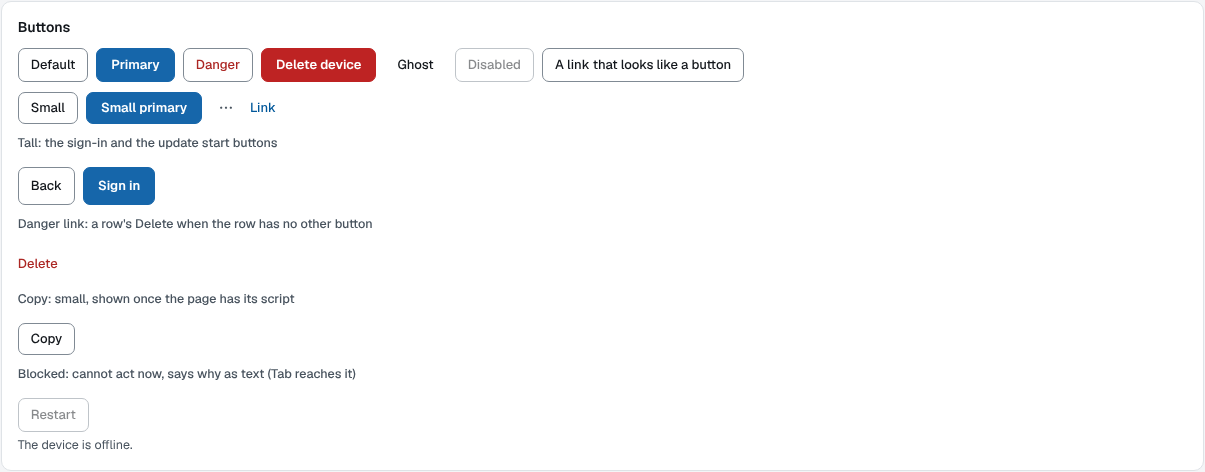 Buttons
Default Primary Danger Delete device Ghost Disabled A link that looks like a button
Small Small primary ··· Link
Tall: the sign-in and the update start buttons
Back Sign in
Danger link: a row's Delete when the row has no other button
Delete
Copy: small, shown once the page has its script
Copy
Blocked: cannot act now, says why as text (Tab reaches it)
Restart
The device is offline.